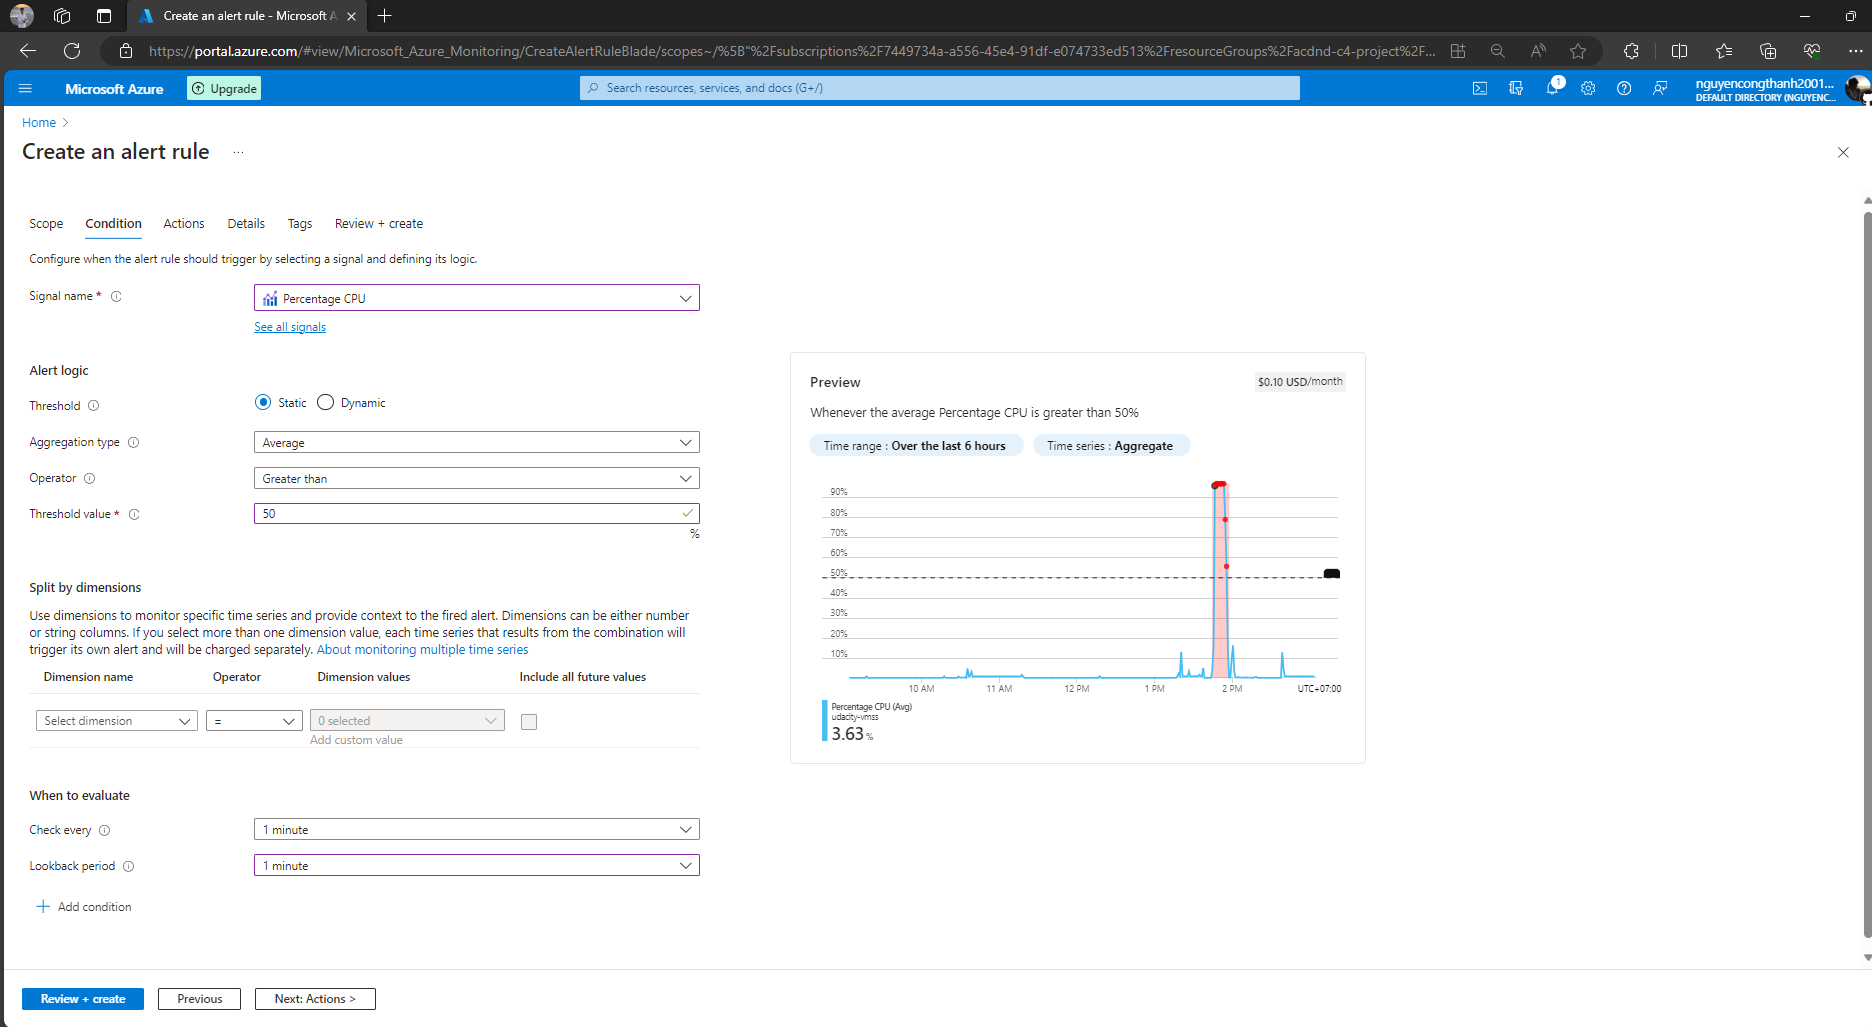 Create an alert rule - Microsoft A
https://portal.azure.com/#view/Microsoft_Azure_Monitoring/CreateAlertRuleBlade/scopes~/%5B"%2Fsubscriptions%2F7449734a-a556-45e4-91df-e074733ed513%2FresourceGroups%2Facdnd-c4-project%2F...
Microsoft Azure
Upgrade
Search resources, services, and docs (G+/)
1
nguyencongthanh2001...
DEFAULT DIRECTORY (NGUYENC...
Home >
Create an alert rule ...
Scope Condition Actions Details Tags Review + create
Configure when the alert rule should trigger by selecting a signal and defining its logic.
Signal name *
Percentage CPU
See all signals
Alert logic
Threshold
Static Dynamic
Aggregation type
Average
Operator
Greater than
Threshold value *
50
%
Split by dimensions
Use dimensions to monitor specific time series and provide context to the fired alert. Dimensions can be either number
or string columns. If you select more than one dimension value, each time series that results from the combination will
trigger its own alert and will be charged separately. About monitoring multiple time series
Dimension name Operator Dimension values Include all future values
Select dimension = 0 selected
Add custom value
When to evaluate
Check every
1 minute
Lookback period
1 minute
+ Add condition
Preview
$0.10 USD/month
Whenever the average Percentage CPU is greater than 50%
Time range : Over the last 6 hours
Time series : Aggregate
90%
80%
70%
60%
50%
40%
30%
20%
10%
10 AM 11 AM 12 PM 1 PM 2 PM UTC+07:00
Percentage CPU (Avg)
udacity-vmss
3.63 %
Review + create Previous Next: Actions >